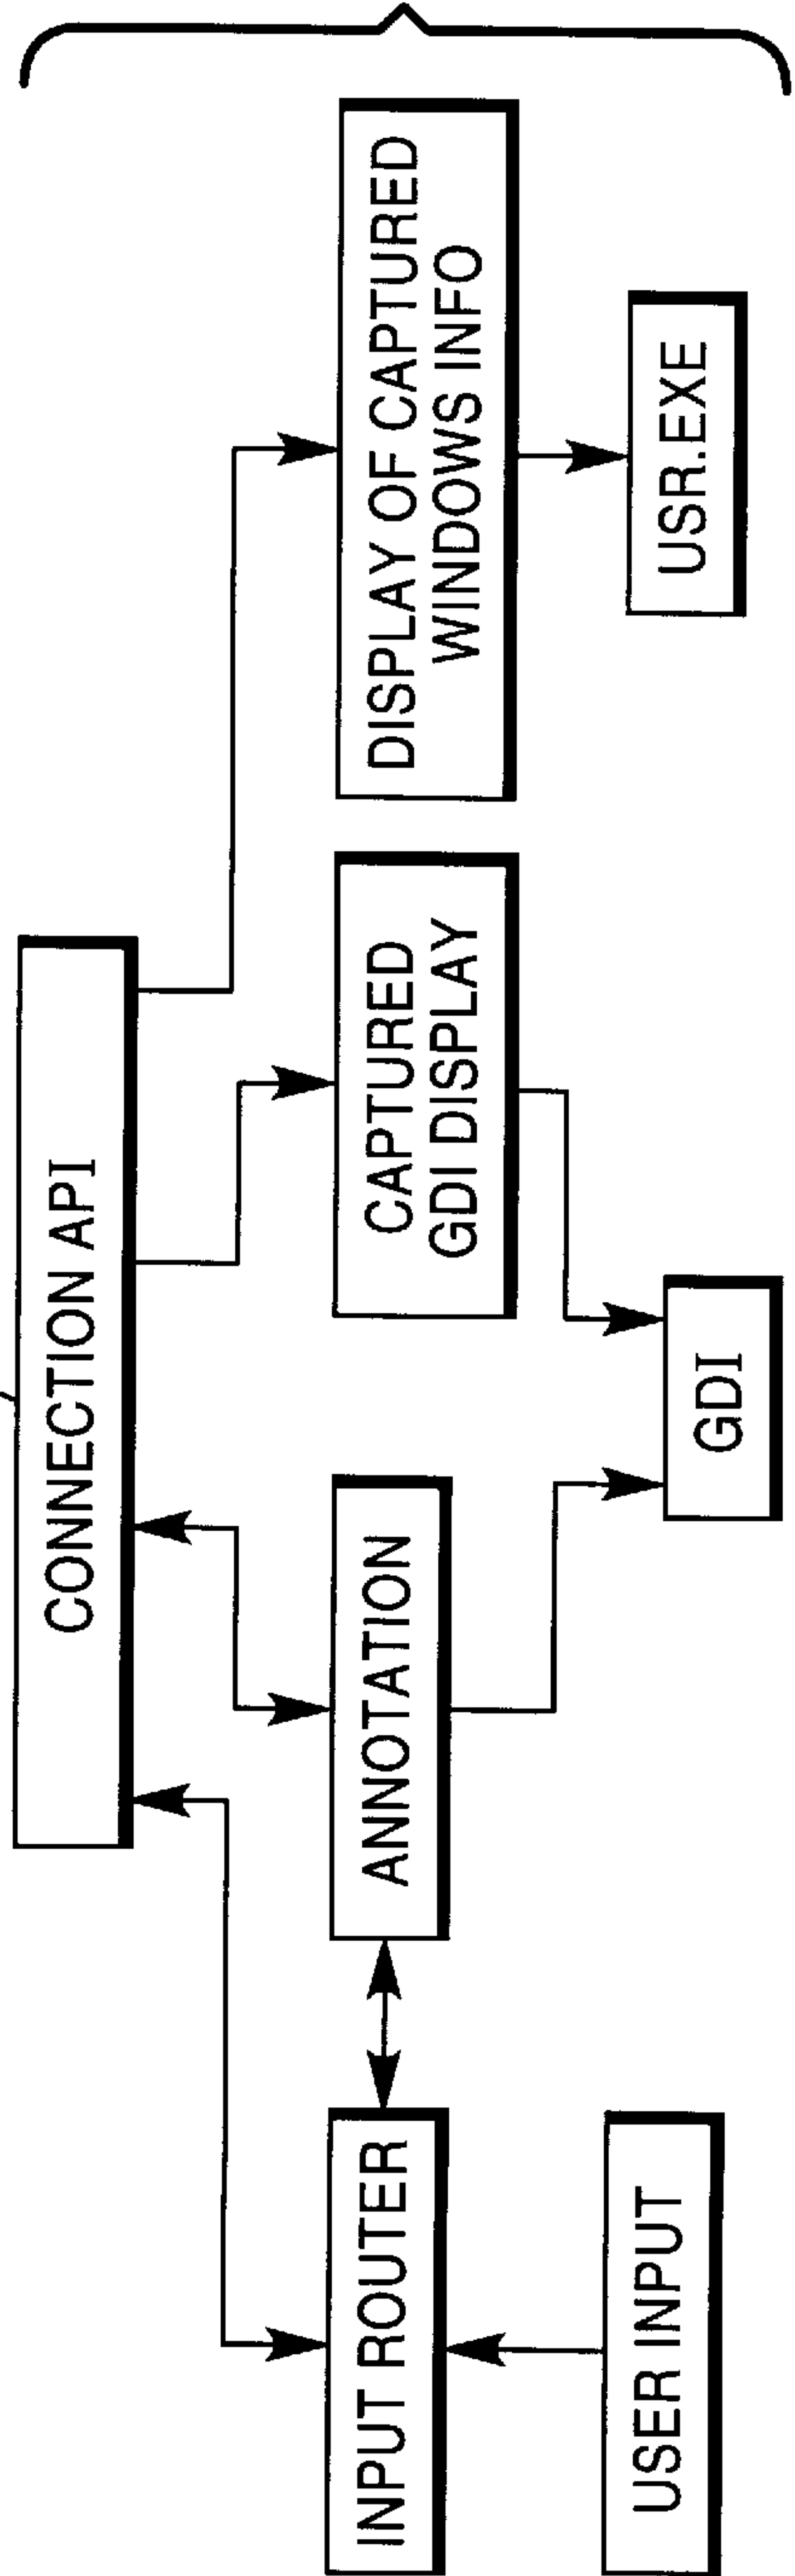 CONNECTION API
INPUT ROUTER
ANNOTATION
CAPTURED
GDI DISPLAY
DISPLAY OF CAPTURED
WINDOWS INFO
USER INPUT
GDI
USR.EXE